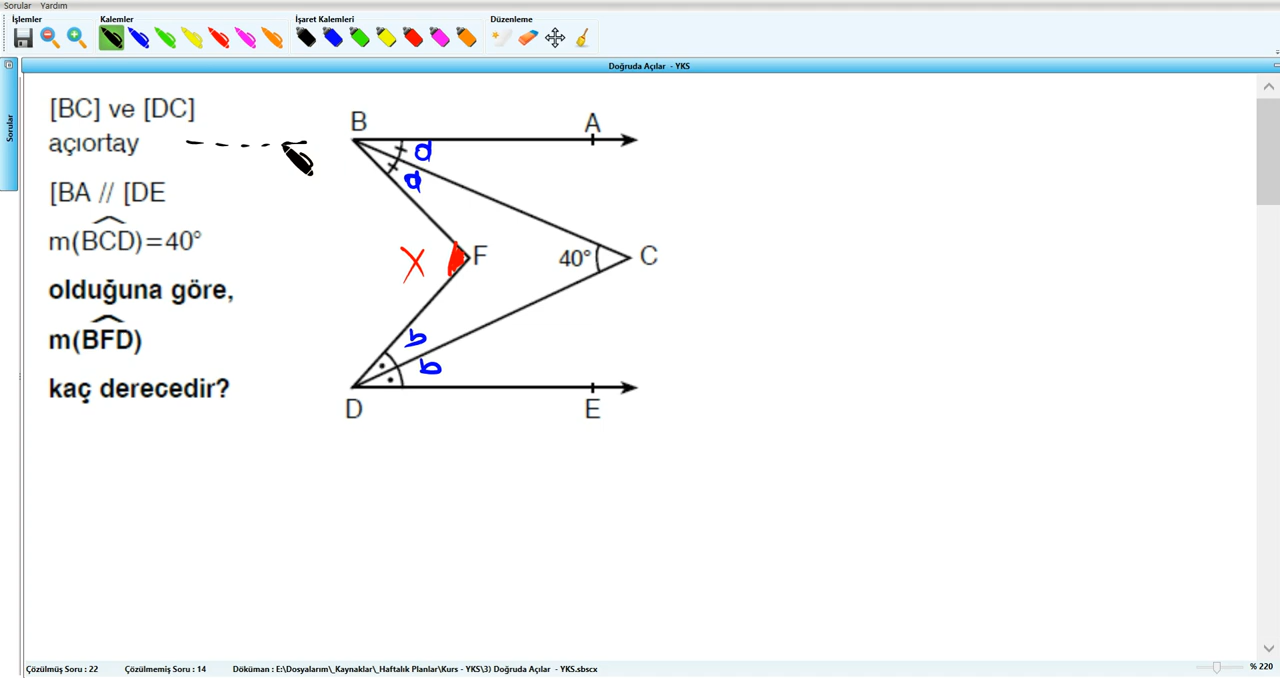 Sorular Yardım
İşlemler Kalemler İşaret Kalemleri Düzenleme
Doğruda Açılar - YKS
Sorular
[BC] ve [DC]
açıortay
[BA // [DE
m(BCD)=40°
olduğuna göre,
m(BFD)
kaç derecedir?
B A
a
a
X F 40° C
b
b
D E
Çözülmüş Soru : 22 Çözülmemiş Soru : 14 Döküman : E:\Dosyalarım\_Kaynaklar\_Haftalık Planlar\Kurs - YKS\3) Doğruda Açılar - YKS.sbscx % 220